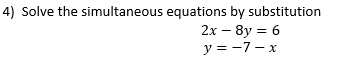 4) Solve the simultaneous equations by substitution
2x − 8y = 6
y = −7 − x